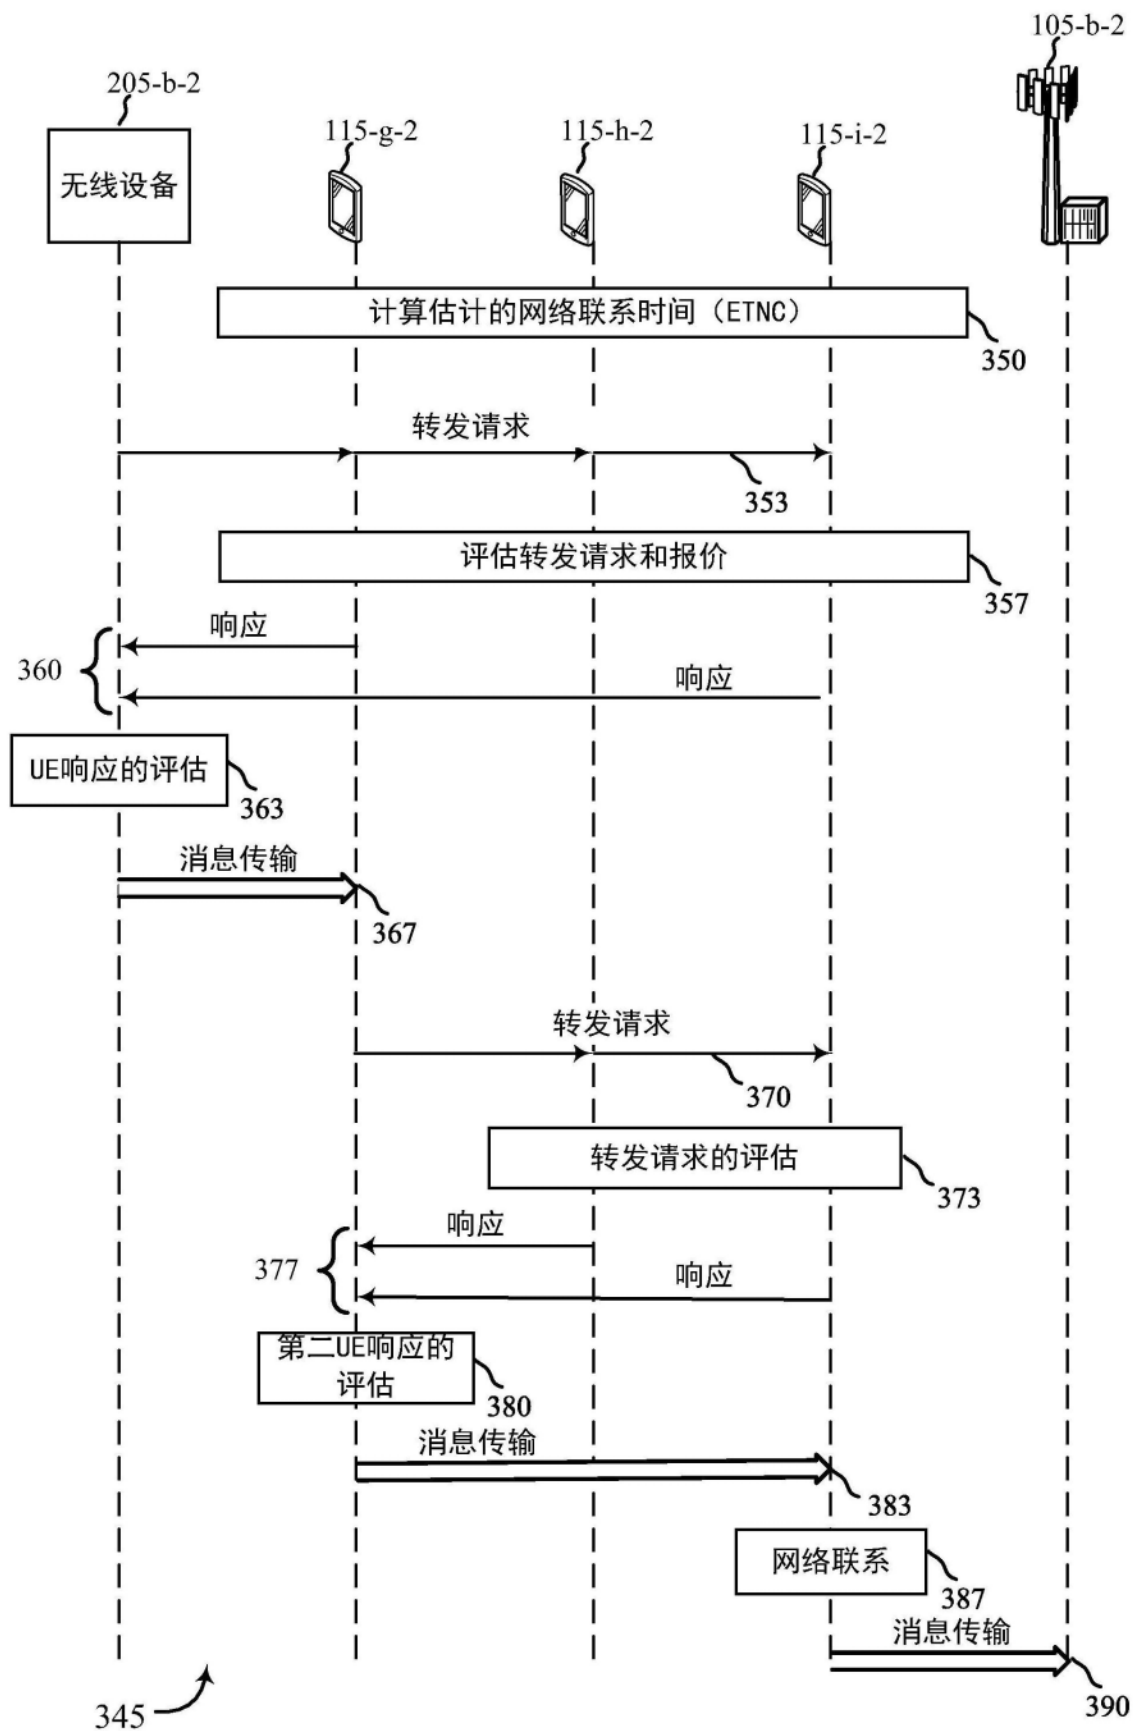 105-b-2
205-b-2
115-g-2
115-h-2
115-i-2
无线设备
计算估计的网络联系时间（ETNC）
350
转发请求
353
评估转发请求和报价
357
响应
360
响应
UE响应的评估
363
消息传输
367
转发请求
370
转发请求的评估
373
响应
377
响应
第二UE响应的
评估
380
消息传输
383
网络联系
387
消息传输
390
345